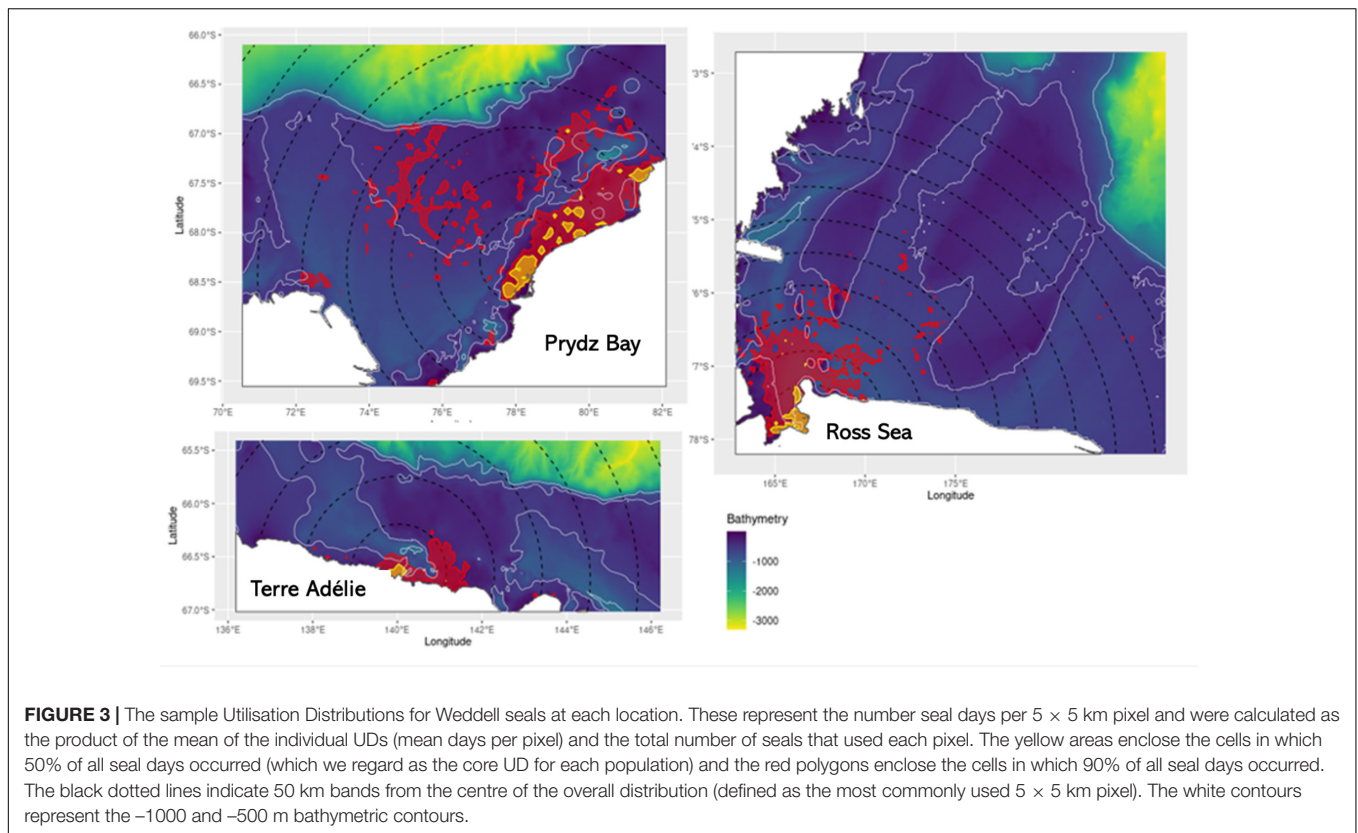 66.0°S
66.5°S
67.0°S
67.5°S
68.0°S
68.5°S
69.0°S
69.5°S
Latitude
70°E 72°E 74°E 76°E 78°E 80°E 82°E
Prydz Bay
3°S
4°S
5°S
6°S
7°S
78°S
165°E 170°E 175°E
Longitude
Ross Sea
65.5°S
66.0°S
66.5°S
67.0°S
Latitude
136°E 138°E 140°E 142°E 144°E 146°E
Longitude
Terre Adélie
Bathymetry
-1000
-2000
-3000
FIGURE 3 | The sample Utilisation Distributions for Weddell seals at each location. These represent the number seal days per 5 × 5 km pixel and were calculated as
the product of the mean of the individual UDs (mean days per pixel) and the total number of seals that used each pixel. The yellow areas enclose the cells in which
50% of all seal days occurred (which we regard as the core UD for each population) and the red polygons enclose the cells in which 90% of all seal days occurred.
The black dotted lines indicate 50 km bands from the centre of the overall distribution (defined as the most commonly used 5 × 5 km pixel). The white contours
represent the –1000 and –500 m bathymetric contours.